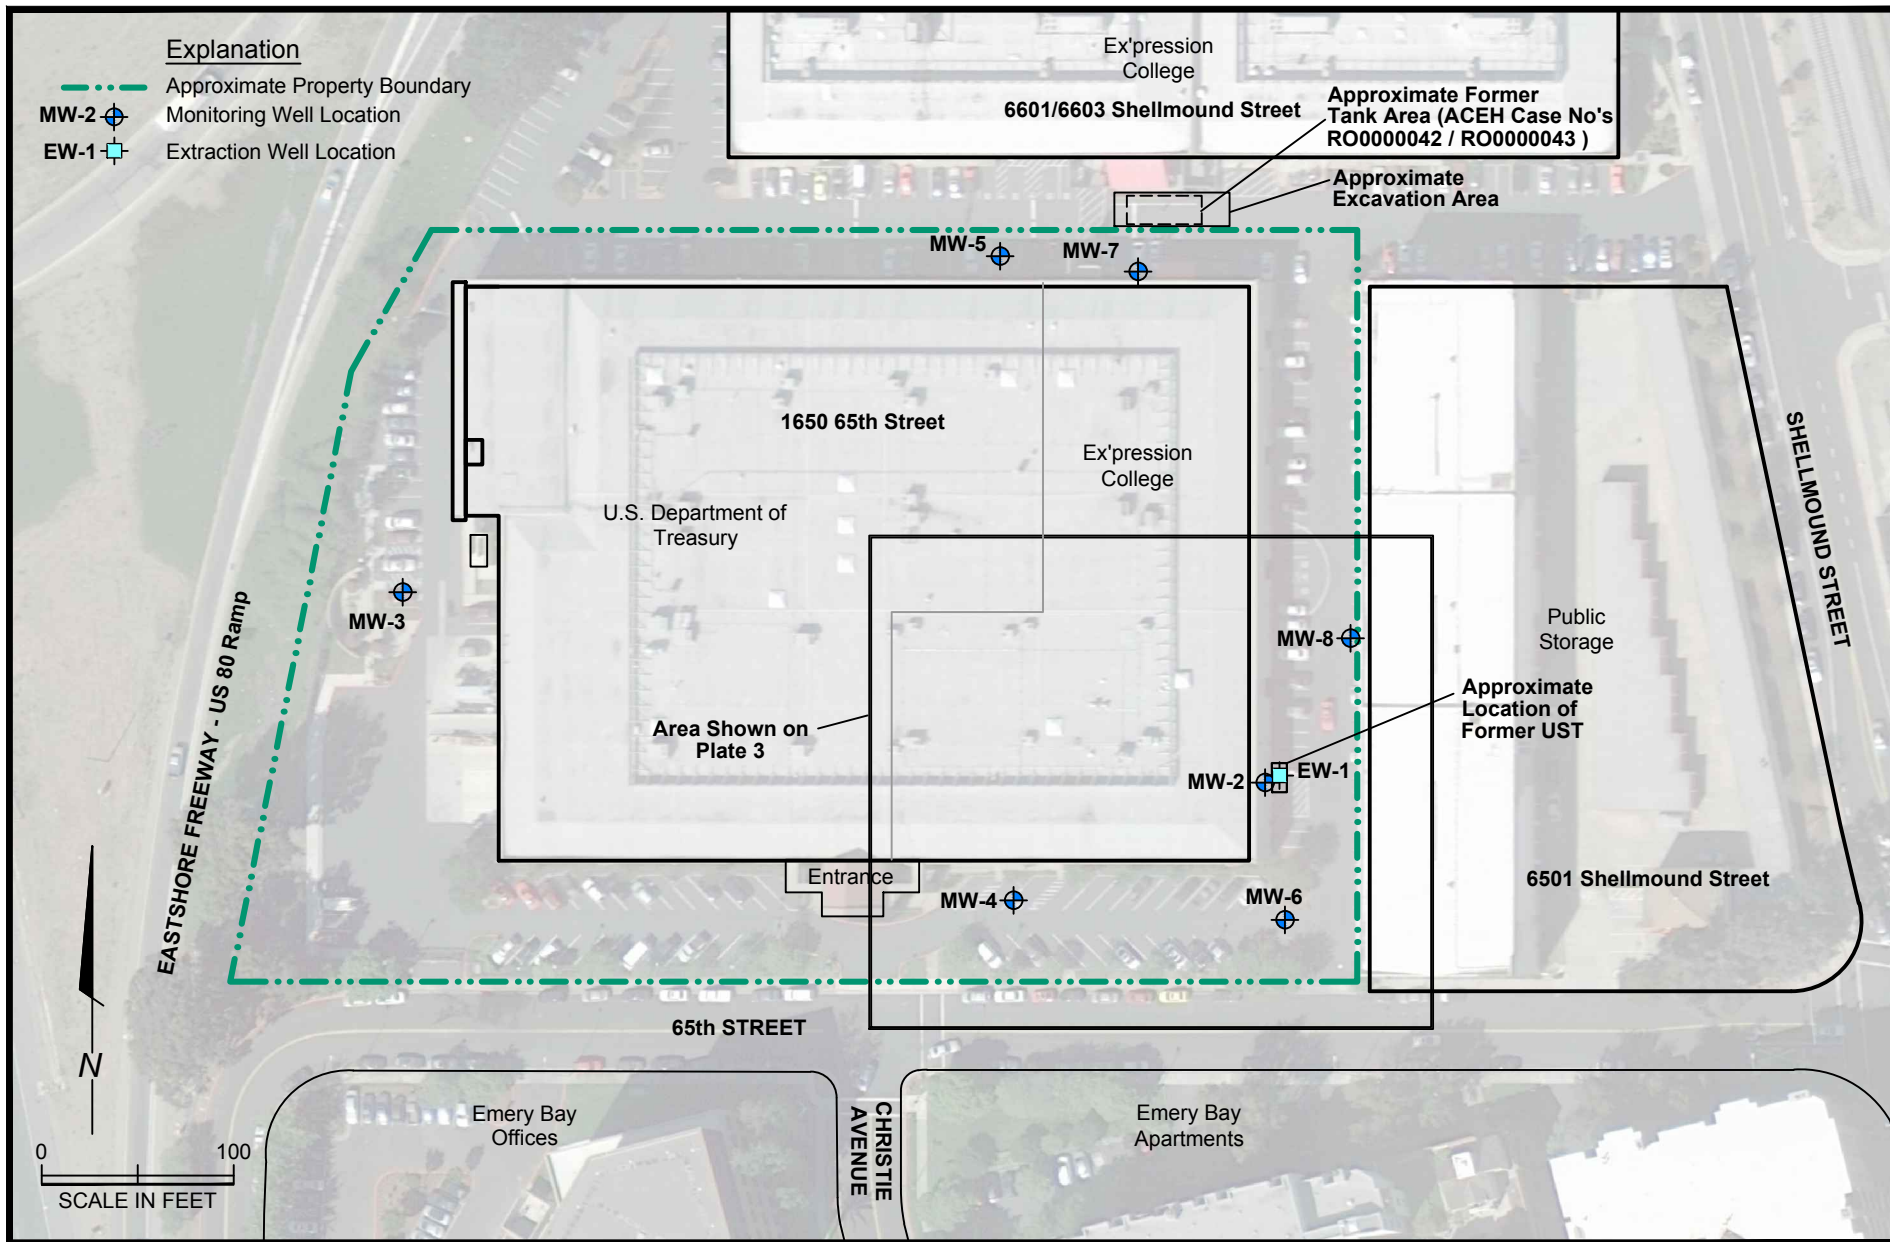 Explanation
Approximate Property Boundary
MW-2
Monitoring Well Location
EW-1
Extraction Well Location
Ex'pression
College
6601/6603 Shellmound Street
Approximate Former
Tank Area (ACEH Case No's
RO0000042 / RO0000043 )
Approximate
Excavation Area
MW-5
MW-7
1650 65th Street
Ex'pression
College
U.S. Department of
Treasury
SHELLMOUND STREET
MW-3
MW-8
Public
Storage
EASTSHORE FREEWAY - US 80 Ramp
Area Shown on
Plate 3
Approximate
Location of
Former UST
MW-2
EW-1
Entrance
MW-4
MW-6
6501 Shellmound Street
65th STREET
N
CHRISTIE
AVENUE
Emery Bay
Offices
Emery Bay
Apartments
0 100
SCALE IN FEET